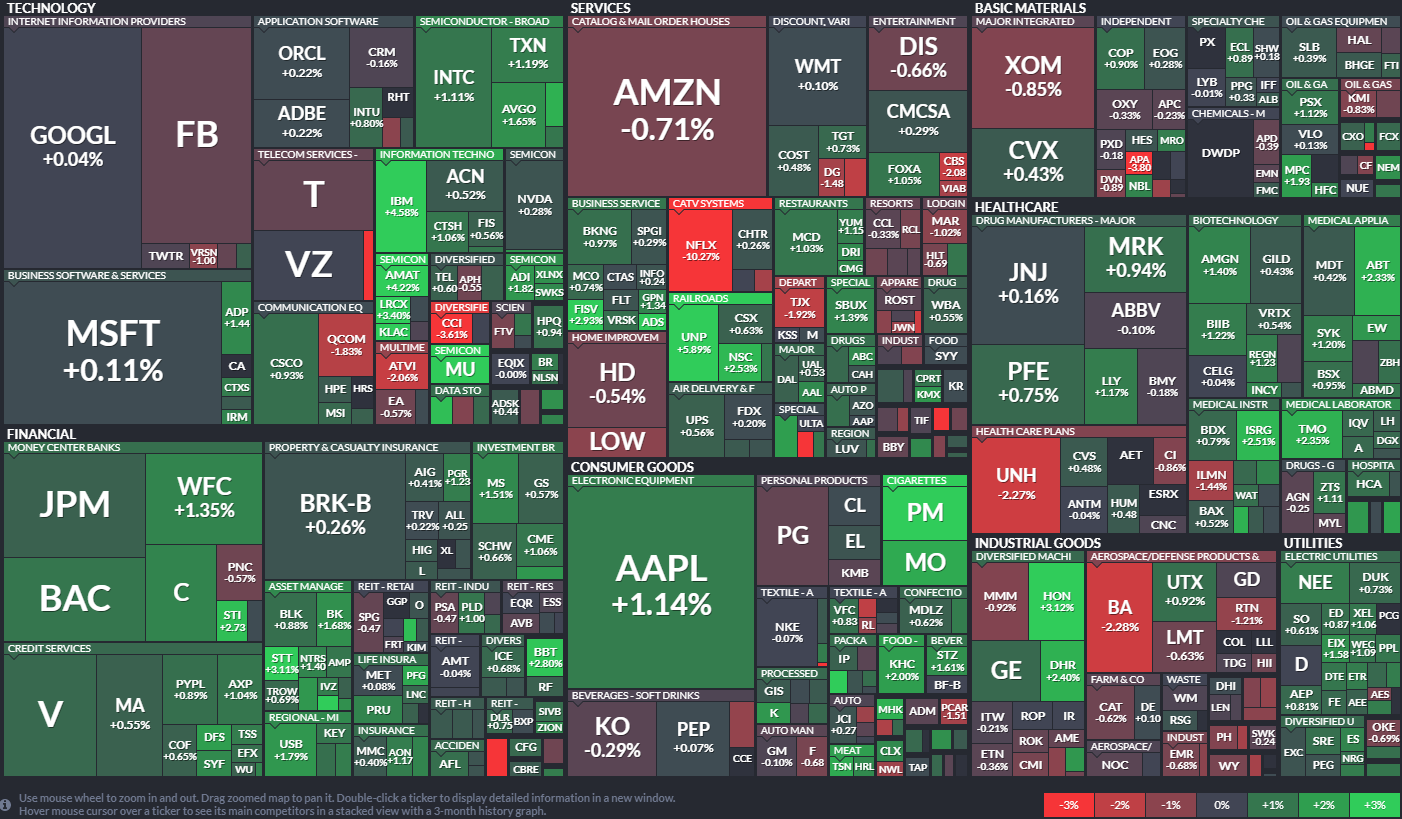 TECHNOLOGY
INTERNET INFORMATION PROVIDERS
GOOGL
+0.04%
FB
TWTR
VRSN
-1.00
BUSINESS SOFTWARE & SERVICES
MSFT
+0.11%
ADP
+1.44
CA
CTXS
IRM
APPLICATION SOFTWARE
ORCL
+0.22%
ADBE
+0.22%
CRM
-0.16%
INTU
+0.80%
RHT
SEMICONDUCTOR - BROAD
INTC
+1.11%
TXN
+1.19%
AVGO
+1.65%
TELECOM SERVICES -
T
VZ
COMMUNICATION EQ
CSCO
+0.93%
QCOM
-1.83%
HPE
HRS
MSI
INFORMATION TECHNO
IBM
+4.58%
ACN
+0.52%
CTSH
+1.06%
FIS
+0.56%
SEMICON
NVDA
+0.28%
SEMICON
AMAT
+4.22%
LRCX
+3.40%
KLAC
DIVERSIFIED
TEL
+0.60
APH
-0.55
SEMICON
ADI
+1.82
XLNX
SWKS
MULTIME
ATVI
-2.06%
EA
-0.57%
DIVERSIFIE
CCI
-3.61%
SCIEN
FTV
HPQ
+0.94
SEMICON
MU
EQIX
-0.00%
BR
NLSN
DATA STO
ADSK
+0.44
SERVICES
CATALOG & MAIL ORDER HOUSES
AMZN
-0.71%
DISCOUNT, VARI
WMT
+0.10%
COST
+0.48%
TGT
+0.73%
DG
-1.48
ENTERTAINMENT
DIS
-0.66%
CMCSA
+0.29%
FOXA
+1.05%
CBS
-2.08
VIAB
BUSINESS SERVICE
BKNG
+0.97%
SPGI
+0.29%
MCO
+0.74%
CTAS
INFO
+0.24
FISV
+2.93%
FLT
GPN
+1.34
VRSK
ADS
CATV SYSTEMS
NFLX
-10.27%
CHTR
+0.26%
RAILROADS
UNP
+5.89%
CSX
+0.63%
NSC
+2.53%
HOME IMPROVEM
HD
-0.54%
LOW
AIR DELIVERY & F
UPS
+0.56%
FDX
+0.20%
RESTAURANTS
MCD
+1.03%
YUM
+1.15
DRI
CMG
RESORTS
CCL
-0.33%
RCL
LODGIN
MAR
-1.02%
HLT
-0.69
DEPART
TJX
-1.92%
KSS
M
SPECIAL
SBUX
+1.39%
APPARE
ROST
JWN
DRUG
WBA
+0.55%
MAJOR
DAL
UAL
+0.53
AAL
DRUGS
ABC
CAH
INDUST
FOOD
SYY
SPECIAL
ULTA
AUTO P
AZO
AAP
CPRT
KMX
KR
REGION
LUV
TIF
BBY
BASIC MATERIALS
MAJOR INTEGRATED
XOM
-0.85%
CVX
+0.43%
INDEPENDENT
COP
+0.90%
EOG
+0.28%
OXY
-0.33%
APC
-0.23%
PXD
-0.18
HES
MRO
APA
-3.80
DVN
-0.89
NBL
SPECIALTY CHE
PX
ECL
+0.89
SHW
+0.18
LYB
-0.01%
PPG
+0.33
IFF
ALB
CHEMICALS - M
DWDP
APD
-0.39
EMN
FMC
OIL & GAS EQUIPMEN
SLB
+0.39%
HAL
BHGE
FTI
OIL & GA
PSX
+1.12%
VLO
+0.13%
MPC
+1.93
HFC
OIL & GAS
KMI
-0.83%
CXO
FCX
CF
NEM
NUE
HEALTHCARE
DRUG MANUFACTURERS - MAJOR
JNJ
+0.16%
PFE
+0.75%
MRK
+0.94%
ABBV
-0.10%
LLY
+1.17%
BMY
-0.18%
BIOTECHNOLOGY
AMGN
+1.40%
GILD
+0.43%
BIIB
+1.22%
VRTX
+0.54%
CELG
+0.04%
REGN
+1.23
INCY
MEDICAL APPLIA
MDT
+0.42%
ABT
+2.33%
SYK
+1.20%
EW
BSX
+0.95%
ZBH
ABMD
HEALTH CARE PLANS
UNH
-2.27%
CVS
+0.48%
AET
CI
-0.86%
ANTM
-0.04%
HUM
+0.48
ESRX
CNC
MEDICAL INSTR
BDX
+0.79%
ISRG
+2.51%
ILMN
-1.44%
WAT
BAX
+0.52%
MEDICAL LABORATOR
TMO
+2.35%
IQV
LH
A
DGX
DRUGS - G
AGN
-0.25
ZTS
+1.11
MYL
HOSPITA
HCA
FINANCIAL
MONEY CENTER BANKS
JPM
WFC
+1.35%
BAC
C
PNC
-0.57%
STI
+2.73
CREDIT SERVICES
V
MA
+0.55%
PYPL
+0.89%
AXP
+1.04%
COF
+0.65%
DFS
TSS
SYF
EFX
WU
PROPERTY & CASUALTY INSURANCE
BRK-B
+0.26%
AIG
+0.41%
PGR
+1.23
TRV
+0.22%
ALL
+0.25
HIG
XL
L
INVESTMENT BR
MS
+1.51%
GS
+0.57%
SCHW
+0.66%
CME
+1.06%
ASSET MANAGE
BLK
+0.88%
BK
+1.68%
STT
+3.11%
NTRS
+1.40
AMP
TROW
+0.69%
IVZ
REIT - RETAI
SPG
-0.47
GGP
O
FRT
KIM
REIT - INDU
PSA
-0.47
PLD
+1.00
REIT - RES
EQR
ESS
AVB
REIT -
AMT
-0.04%
DIVERS
ICE
+0.68%
BBT
+2.80%
RF
LIFE INSURA
MET
+0.08%
PFG
LNC
PRU
REGIONAL - MI
USB
+1.79%
KEY
INSURANCE
MMC
+0.40%
AON
+1.17
REIT - H
REIT -
DLR
+0.75
BXP
SIVB
ZION
ACCIDEN
AFL
CFG
CBRE
CONSUMER GOODS
ELECTRONIC EQUIPMENT
AAPL
+1.14%
PERSONAL PRODUCTS
PG
CL
EL
KMB
CIGARETTES
PM
MO
BEVERAGES - SOFT DRINKS
KO
-0.29%
PEP
+0.07%
CCE
TEXTILE - A
NKE
-0.07%
TEXTILE - A
VFC
+0.83
RL
CONFECTIO
MDLZ
+0.62%
PACKA
IP
FOOD -
KHC
+2.00%
BEVER
STZ
+1.61%
BF-B
PROCESSED
GIS
K
AUTO
JCI
+0.27
MHK
ADM
PCAR
-1.51
AUTO MAN
GM
-0.10%
F
-0.68
MEAT
TSN
HRL
CLX
NWL
TAP
INDUSTRIAL GOODS
DIVERSIFIED MACHI
MMM
-0.92%
HON
+3.12%
GE
DHR
+2.40%
ITW
-0.21%
ROP
IR
ETN
-0.36%
ROK
AME
CMI
AEROSPACE/DEFENSE PRODUCTS &
BA
-2.28%
UTX
+0.92%
GD
LMT
-0.63%
RTN
-1.21%
COL
LLL
TDG
HII
FARM & CO
CAT
-0.62%
DE
+0.10
WASTE
WM
RSG
DHI
LEN
AEROSPACE/
NOC
INDUST
EMR
-0.68%
PH
SWK
-0.24
WY
UTILITIES
ELECTRIC UTILITIES
NEE
DUK
+0.73%
SO
+0.61%
ED
+0.87
XEL
+1.06
PCG
D
EIX
+1.58
WEC
+1.09
PPL
DTE
ETR
AEP
+0.81%
FE
AEE
AES
DIVERSIFIED U
EXC
SRE
ES
OKE
-0.69%
PEG
NRG
Use mouse wheel to zoom in and out. Drag zoomed map to pan it. Double-click a ticker to display detailed information in a new window.
Hover mouse cursor over a ticker to see its main competitors in a stacked view with a 3-month history graph.
-3%
-2%
-1%
0%
+1%
+2%
+3%